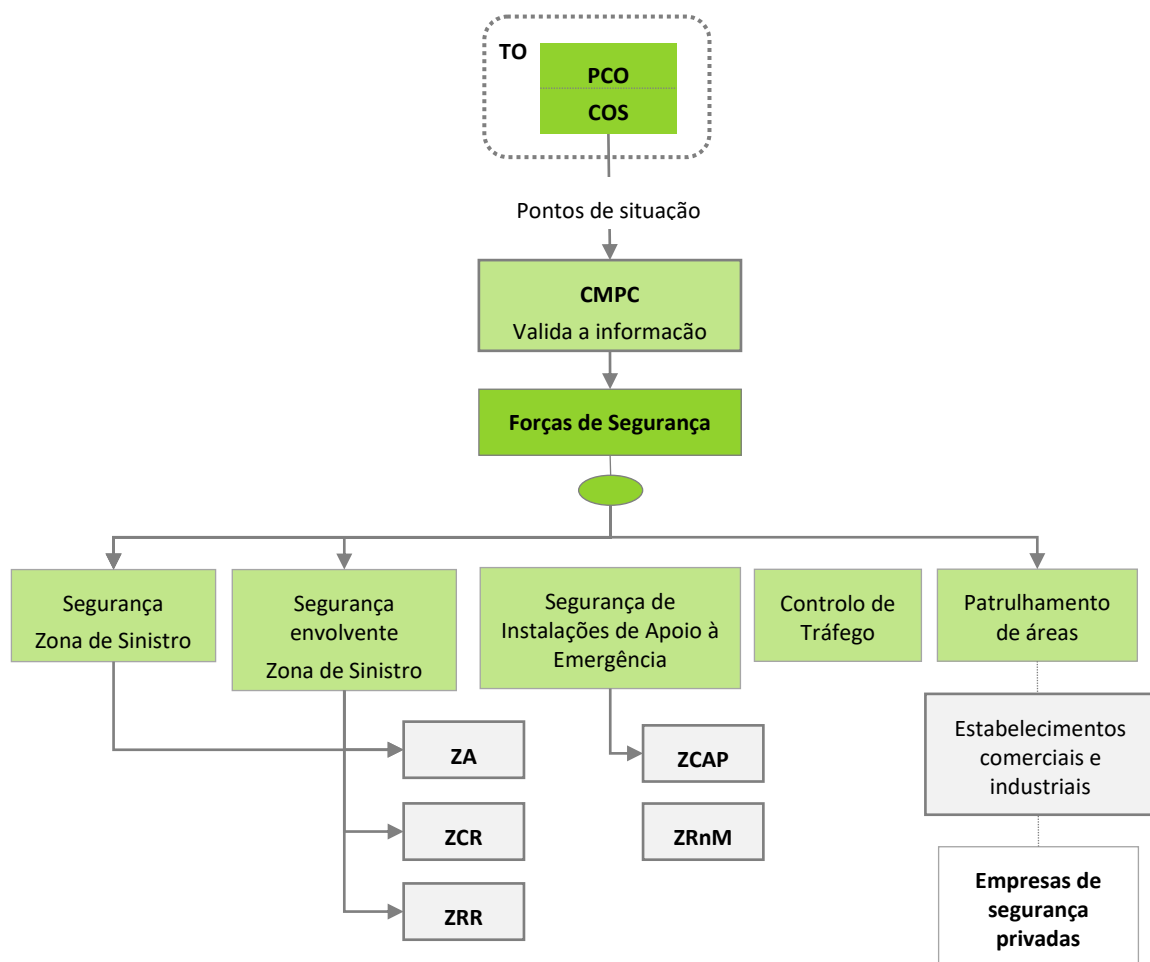 TO
PCO
COS
Pontos de situação
CMPC
Valida a informação
Forças de Segurança
Segurança
Zona de Sinistro
Segurança
envolvente
Zona de Sinistro
Segurança de
Instalações de Apoio à
Emergência
Controlo de
Tráfego
Patrulhamento
de áreas
ZA
ZCR
ZRR
ZCAP
ZRnM
Estabelecimentos
comerciais e
industriais
Empresas de
segurança
privadas